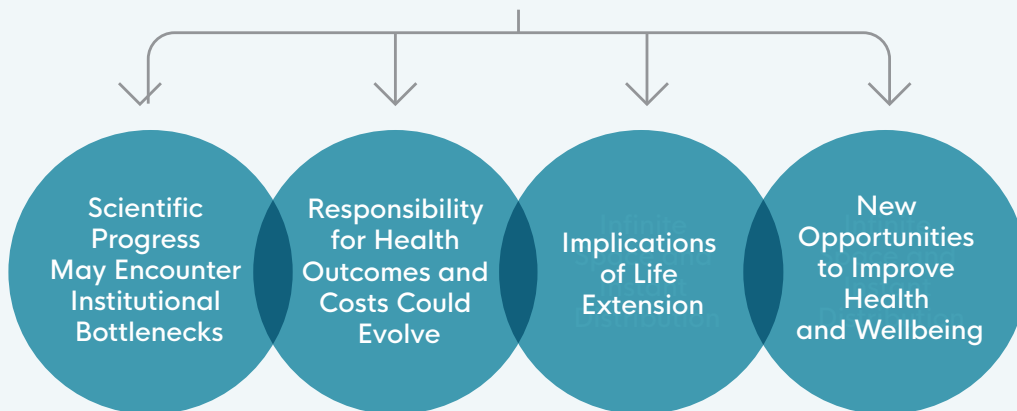 Scientific
Progress
May Encounter
Institutional
Bottlenecks
Responsibility
for Health
Outcomes and
Costs Could
Evolve
Implications
of Life
Extension
New
Opportunities
to Improve
Health
and Wellbeing